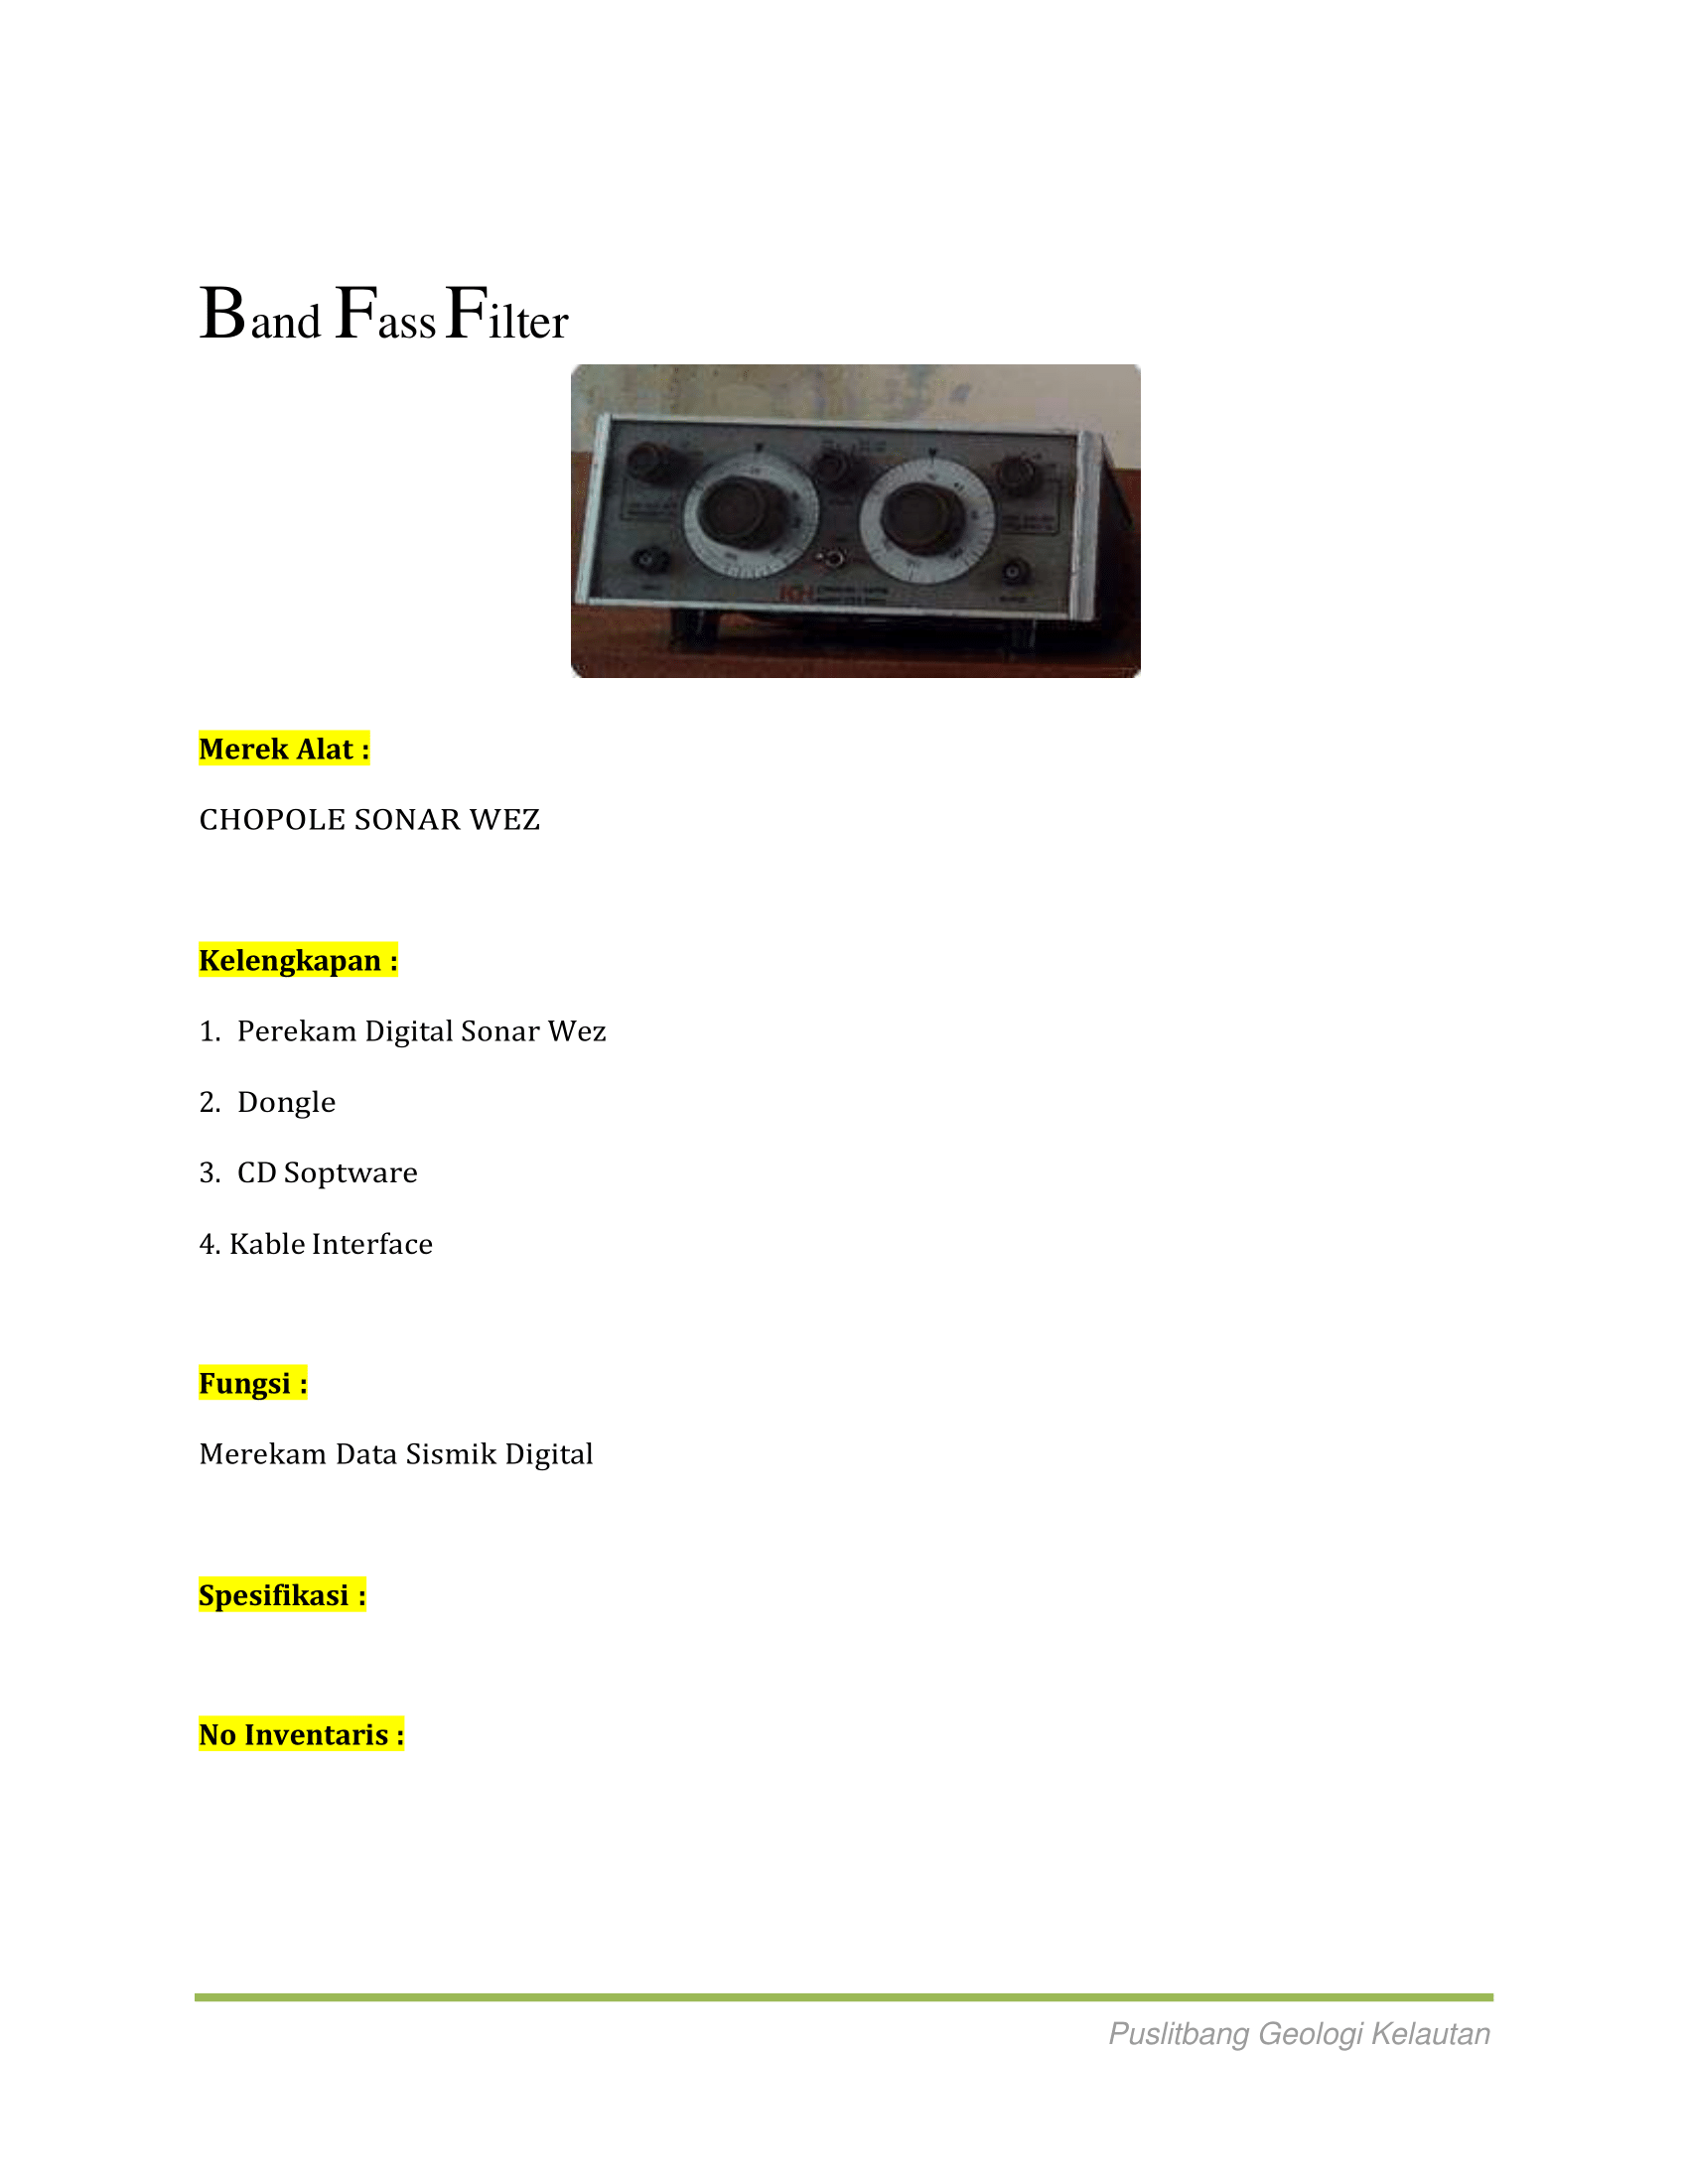 Band Fass Filter
KH
Merek Alat :
CHOPOLE SONAR WEZ
Kelengkapan :
1. Perekam Digital Sonar Wez
2. Dongle
3. CD Soptware
4. Kable Interface
Fungsi :
Merekam Data Sismik Digital
Spesifikasi :
No Inventaris :
Puslitbang Geologi Kelautan